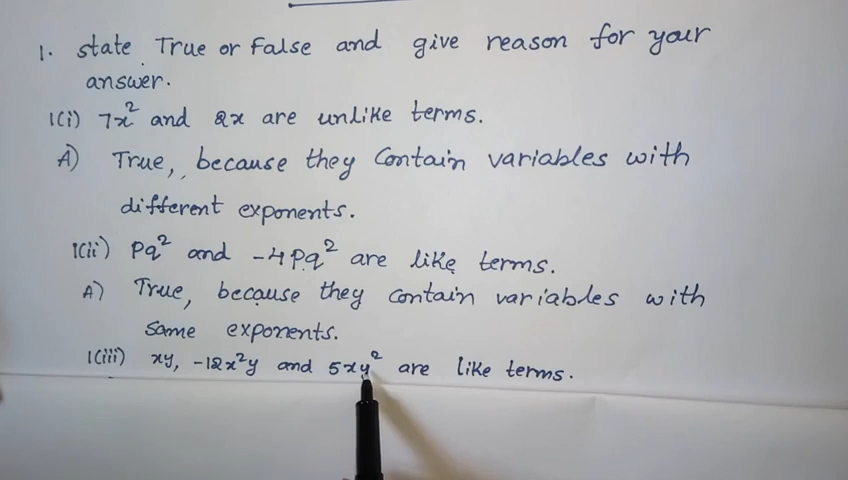 1. state True or False and give reason for your
answer.
1(i) 7x² and 2x are unlike terms.
A) True, because they contain variables with
different exponents.
1(ii) pq² and -4pq² are like terms.
A) True, because they contain variables with
same exponents.
1(iii) xy, -12x²y and 5xy² are like terms.